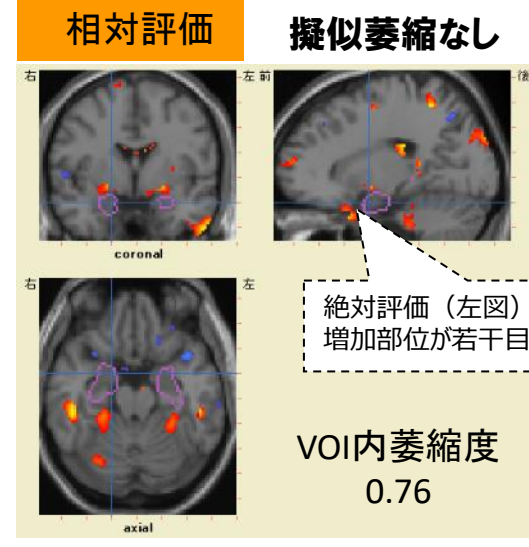 相対評価
擬似萎縮なし
右
左
前
後
coronal
絶対評価（左図）
増加部位が若干目
右
左
VOI内萎縮度
0.76
axial